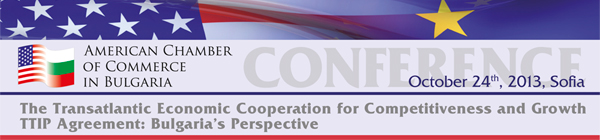 AMERICAN CHAMBER
OF COMMERCE
IN BULGARIA
CONFERENCE
October 24th, 2013, Sofia
The Transatlantic Economic Cooperation for Competitiveness and Growth
TTIP Agreement: Bulgaria's Perspective